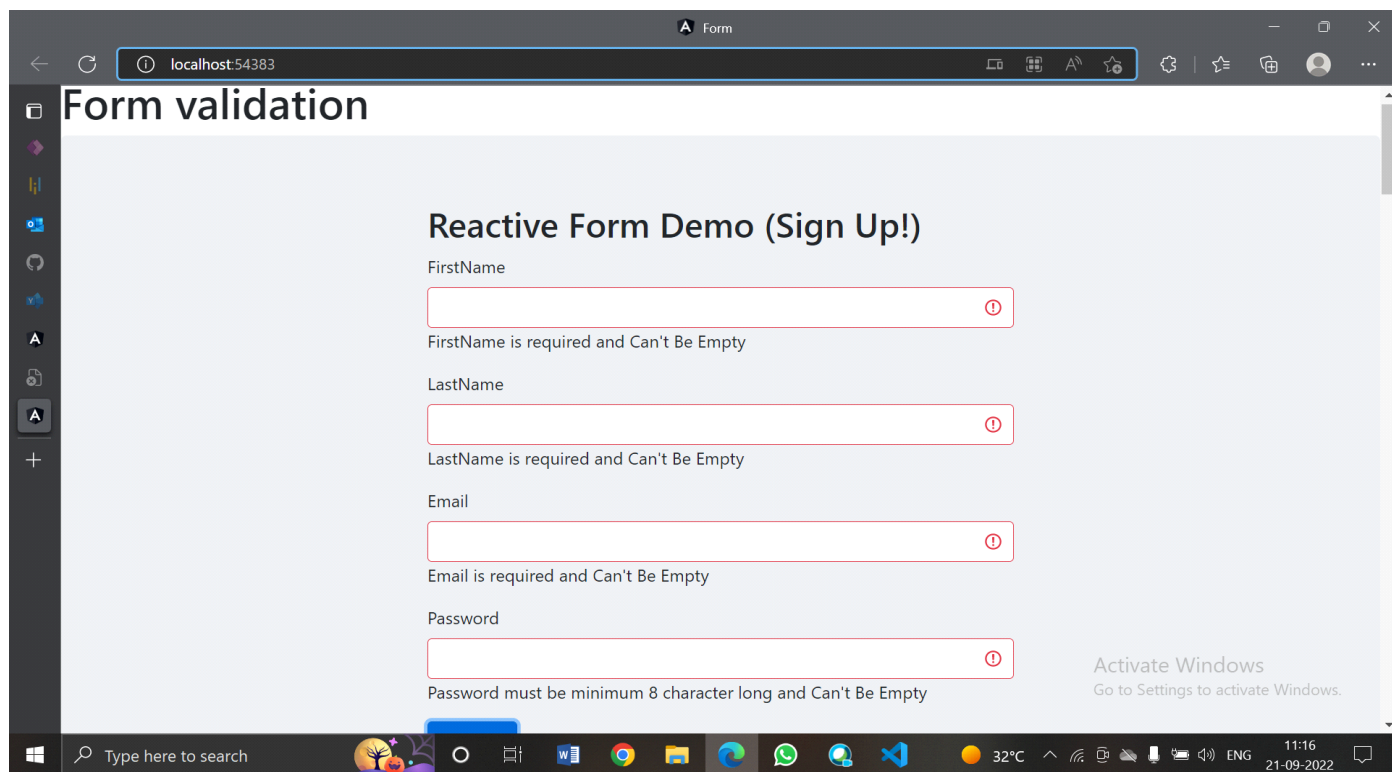 Form
localhost:54383
Form validation
Reactive Form Demo (Sign Up!)
FirstName
FirstName is required and Can't Be Empty
LastName
LastName is required and Can't Be Empty
Email
Email is required and Can't Be Empty
Password
Password must be minimum 8 character long and Can't Be Empty
Activate Windows
Go to Settings to activate Windows.
Type here to search
32°C
ENG
11:16
21-09-2022